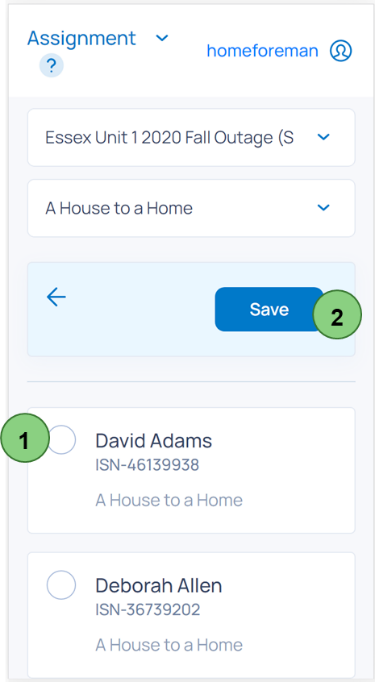 Assignment
?
homeforeman
Essex Unit 1 2020 Fall Outage (S
A House to a Home
Save
2
1
David Adams
ISN-46139938
A House to a Home
Deborah Allen
ISN-36739202
A House to a Home